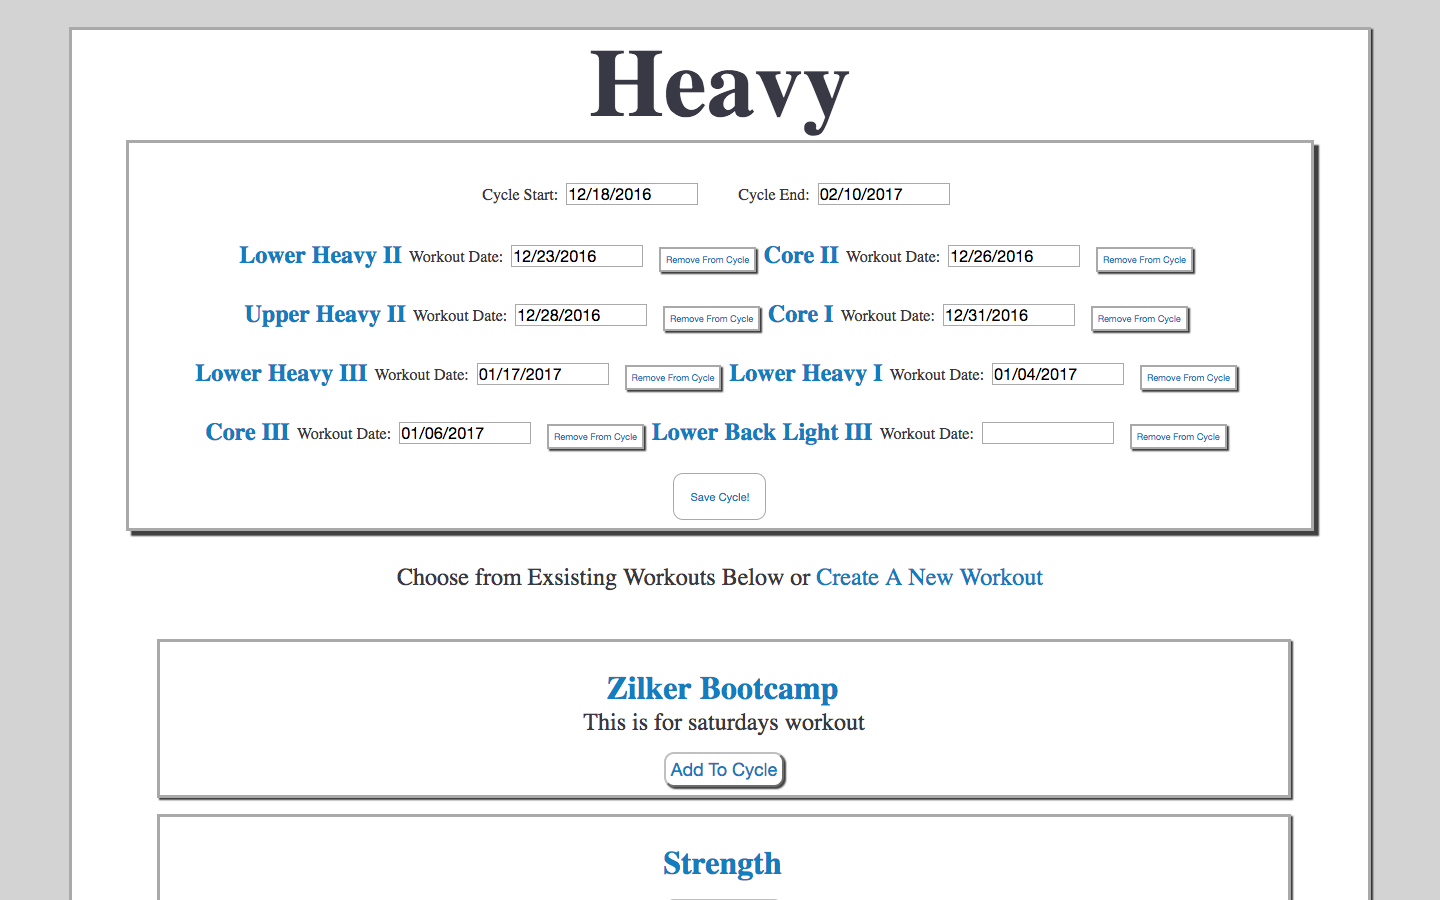 Heavy
Cycle Start: 12/18/2016 Cycle End: 02/10/2017
Lower Heavy II Workout Date: 12/23/2016 Remove From Cycle Core II Workout Date: 12/26/2016 Remove From Cycle
Upper Heavy II Workout Date: 12/28/2016 Remove From Cycle Core I Workout Date: 12/31/2016 Remove From Cycle
Lower Heavy III Workout Date: 01/17/2017 Remove From Cycle Lower Heavy I Workout Date: 01/04/2017 Remove From Cycle
Core III Workout Date: 01/06/2017 Remove From Cycle Lower Back Light III Workout Date: Remove From Cycle
Save Cycle!
Choose from Exsisting Workouts Below or Create A New Workout
Zilker Bootcamp
This is for saturdays workout
Add To Cycle
Strength